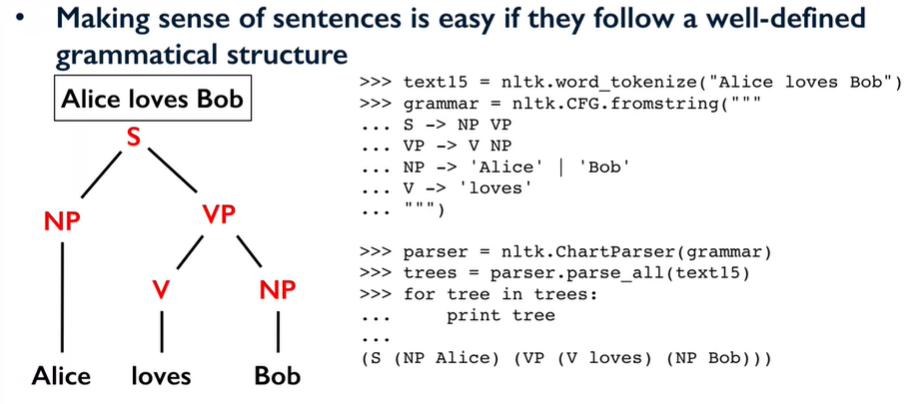 • Making sense of sentences is easy if they follow a well-defined
grammatical structure
Alice loves Bob
S
NP VP
V NP
Alice loves Bob
>>> text15 = nltk.word_tokenize("Alice loves Bob")
>>> grammar = nltk.CFG.fromstring("""
... S -> NP VP
... VP -> V NP
... NP -> 'Alice' | 'Bob'
... V -> 'loves'
... """)
>>> parser = nltk.ChartParser(grammar)
>>> trees = parser.parse_all(text15)
>>> for tree in trees:
...     print tree
...
(S (NP Alice) (VP (V loves) (NP Bob)))